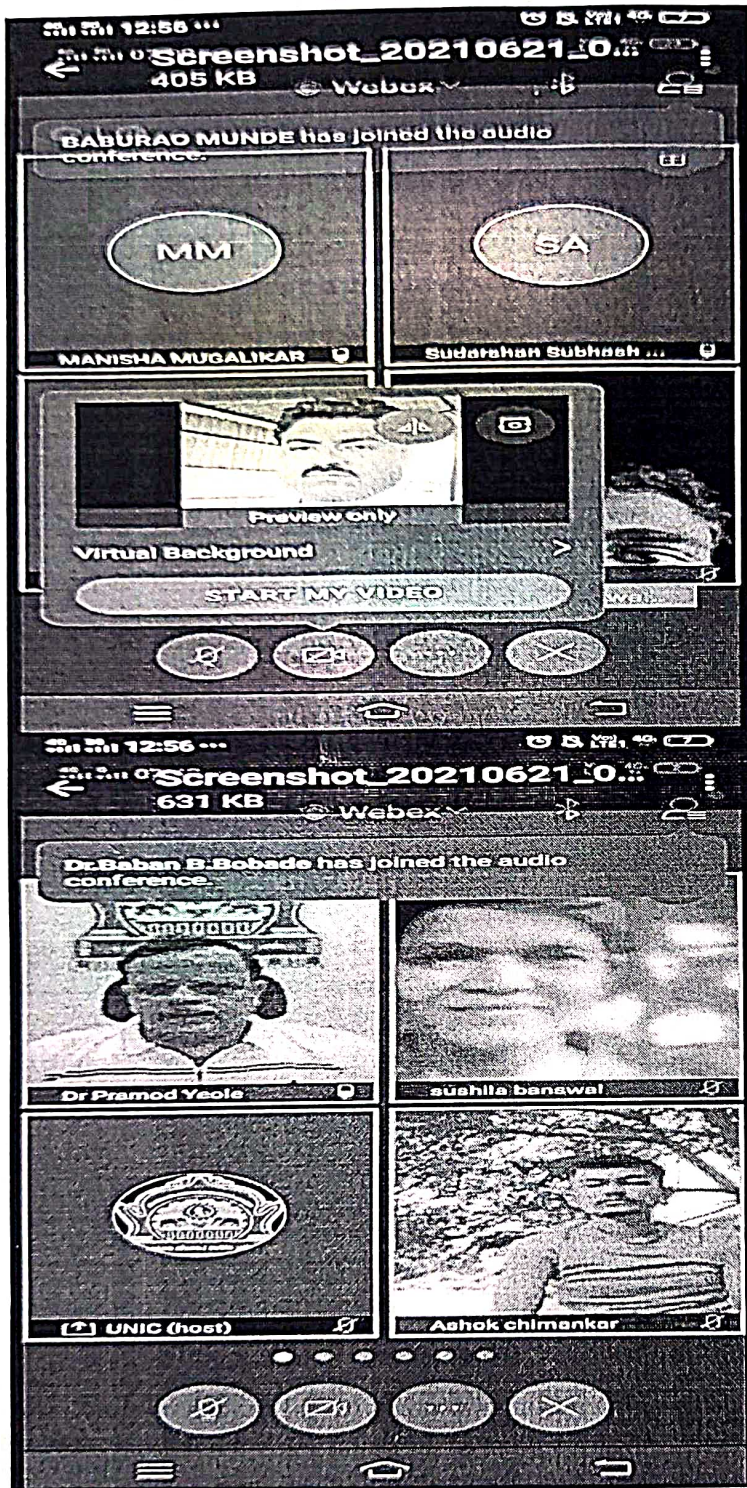 12:56
Screenshot_20210621_0...
405 KB
Webex
BABURAO MUNDE has joined the audio
conference.
MM
SA
MANISHA MUGALIKAR
Sudarshan Subhash ...
Preview only
Virtual Background
START MY VIDEO
12:56
Screenshot_20210621_0...
631 KB
Webex
Dr.Baban B.Bobade has joined the audio
conference.
Dr Pramod Yeole
sushila banswal
UNIC (host)
Ashok chimankar